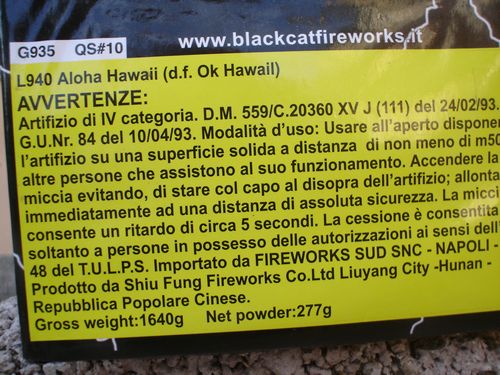 www.blackcatfireworks.it
G935 QS#10
L940 Aloha Hawaii (d.f. Ok Hawail)
AVVERTENZE:
Artifizio di IV categoria. D.M. 559/C.20360 XV J (111) del 24/02/93.
G.U.Nr. 84 del 10/04/93. Modalità d'uso: Usare all'aperto disponen
l'artifizio su una superficie solida a distanza di non meno di m50
altre persone che assistono al suo funzionamento. Accendere la
miccia evitando, di stare col capo al disopra dell'artifizio; allonta
immediatamente ad una distanza di assoluta sicurezza. La micci
consente un ritardo di circa 5 secondi. La cessione è consentita
soltanto a persone in possesso delle autorizzazioni ai sensi dell'
48 del T.U.L.P.S. Importato da FIREWORKS SUD SNC - NAPOLI -
Prodotto da Shiu Fung Fireworks Co.Ltd Liuyang City -Hunan -
Repubblica Popolare Cinese.
Gross weight:1640g Net powder:277g